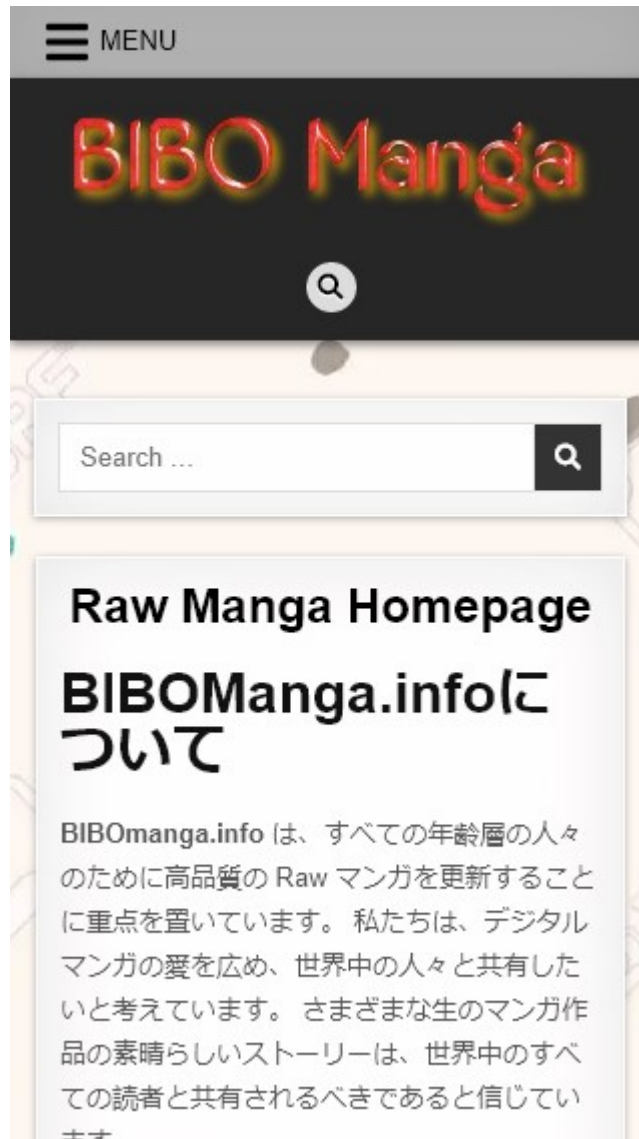 MENU
BIBO Manga
Search ...
Raw Manga Homepage
BIBOManga.infoに
ついて
BIBOmanga.info は、すべての年齢層の人々
のために高品質の Raw マンガを更新すること
に重点を置いています。 私たちは、デジタル
マンガの愛を広め、世界中の人々と共有した
いと考えています。 さまざまな生のマンガ作
品の素晴らしいストーリーは、世界中のすべ
ての読者と共有されるべきであると信じてい
ます